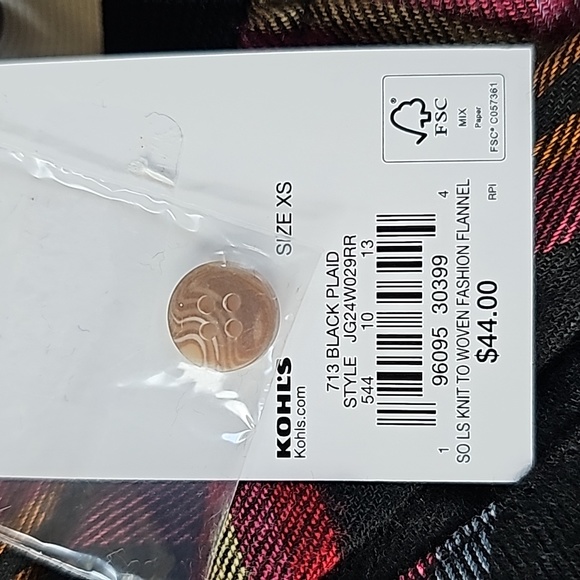 FSC
MIX
Paper
FSC® C057361
SIZE XS
KOHL'S
Kohls.com
713 BLACK PLAID
STYLE JG24W029RR
544 10 13
1 96095 30399 4
SO LS KNIT TO WOVEN FASHION FLANNEL
$44.00
RPI